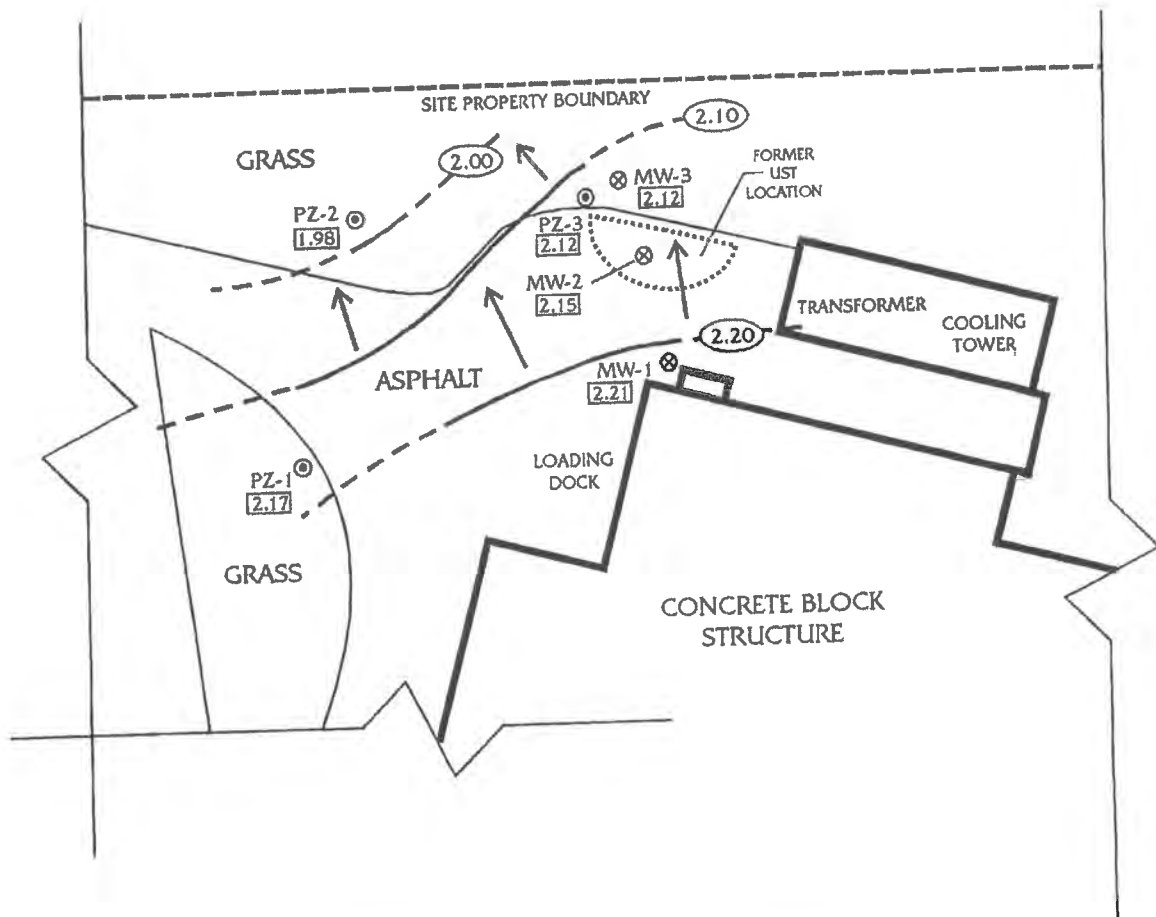 SITE PROPERTY BOUNDARY
2.10
GRASS
2.00
FORMER
UST
LOCATION
MW-3
2.12
PZ-2
1.98
PZ-3
2.12
MW-2
2.15
TRANSFORMER
COOLING
TOWER
2.20
ASPHALT
MW-1
2.21
LOADING
DOCK
PZ-1
2.17
GRASS
CONCRETE BLOCK
STRUCTURE